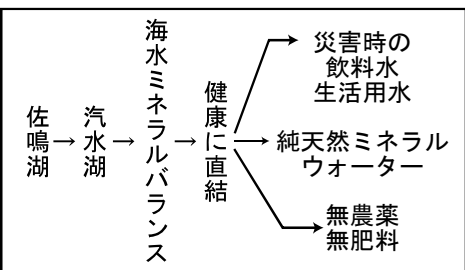 佐鳴湖
→
汽水湖
→
海水ミネラルバランス
→
健康に直結
災害時の
飲料水
生活用水
純天然ミネラル
ウォーター
無農薬
無肥料